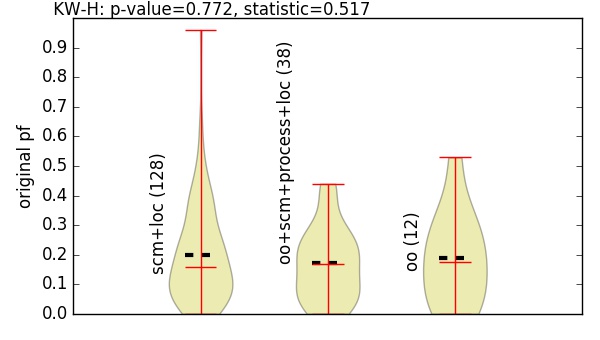 KW-H: p-value=0.772, statistic=0.517
original pf
0.9
0.8
0.7
0.6
0.5
0.4
0.3
0.2
0.1
0.0
scm+loc (128)
oo+scm+process+loc (38)
oo (12)